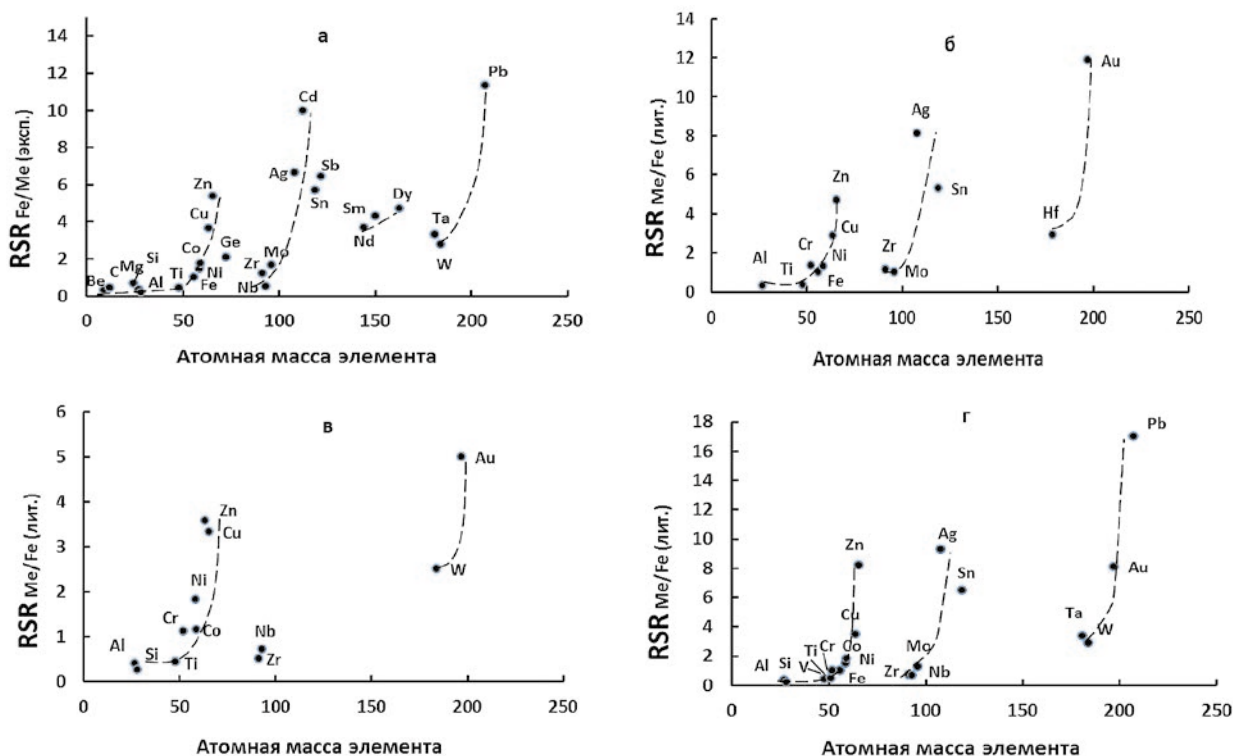 а
RSR Fe/Me (эксп.)
14
12
10
8
6
4
2
0
Pb
Cd
Ag
Sb
Sn
Zn
Cu
Co
Ge
Sm
Dy
Nd
Ta
W
Si
Mg
Be
C
Al
Ti
Ni
Fe
Zr
Mo
Nb
0 50 100 150 200 250
Атомная масса элемента
б
RSR Me/Fe (лит.)
14
12
10
8
6
4
2
0
Au
Ag
Sn
Zn
Cu
Hf
Al
Ti
Cr
Ni
Fe
Zr
Mo
0 50 100 150 200 250
Атомная масса элемента
в
RSR Me/Fe (лит.)
6
5
4
3
2
1
0
Au
Zn
Cu
W
Ni
Cr
Co
Al
Si
Ti
Nb
Zr
0 50 100 150 200 250
Атомная масса элемента
г
RSR Me/Fe (лит.)
18
16
14
12
10
8
6
4
2
0
Pb
Ag
Zn
Sn
Au
Cu
Ta
W
Ti
Cr
Co
Mo
Al
Si
V
Ni
Fe
Zr
Nb
0 50 100 150 200 250
Атомная масса элемента